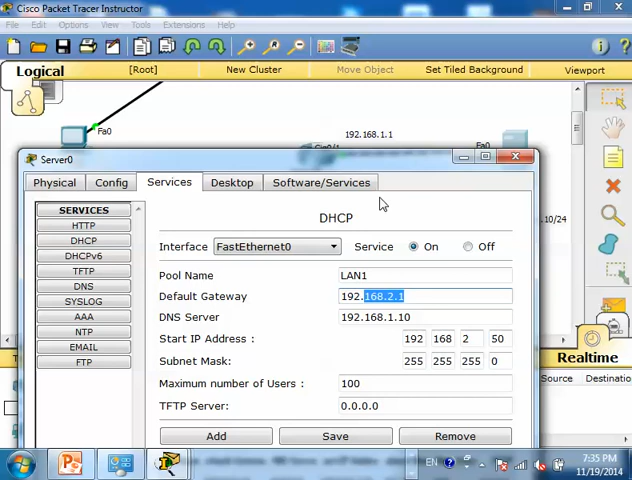 Cisco Packet Tracer Instructor
File Edit Options View Tools Extensions Help
Logical [Root] New Cluster Move Object Set Tiled Background Viewport
Fa0
192.168.1.1
Fa0
Server0
Physical Config Services Desktop Software/Services
SERVICES
HTTP
DHCP
DHCPv6
TFTP
DNS
SYSLOG
AAA
NTP
EMAIL
FTP
DHCP
Interface FastEthernet0 Service On Off
Pool Name LAN1
Default Gateway 192.168.2.1
DNS Server 192.168.1.10
Start IP Address : 192 168 2 50
Subnet Mask: 255 255 255 0
Maximum number of Users : 100
TFTP Server: 0.0.0.0
Add Save Remove
.10/24
Realtime
Source Destinatio
EN 7:35 PM
11/19/2014